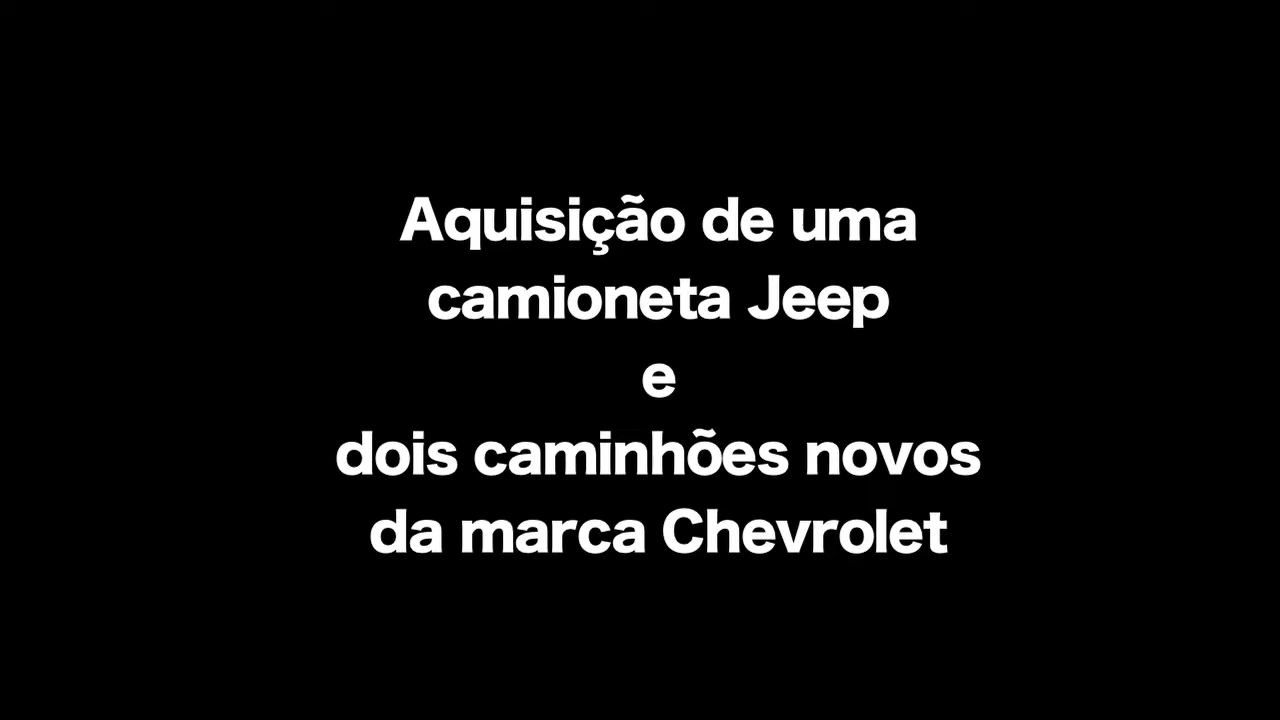 Aquisição de uma
camioneta Jeep
e
dois caminhões novos
da marca Chevrolet